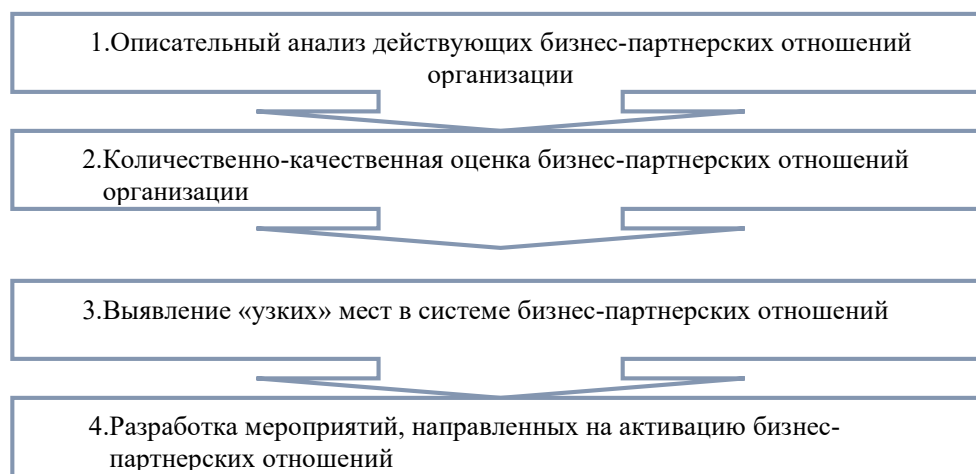 1.Описательный анализ действующих бизнес-партнерских отношений
организации
2.Количественно-качественная оценка бизнес-партнерских отношений
организации
3.Выявление «узких» мест в системе бизнес-партнерских отношений
4.Разработка мероприятий, направленных на активацию бизнес-
партнерских отношений